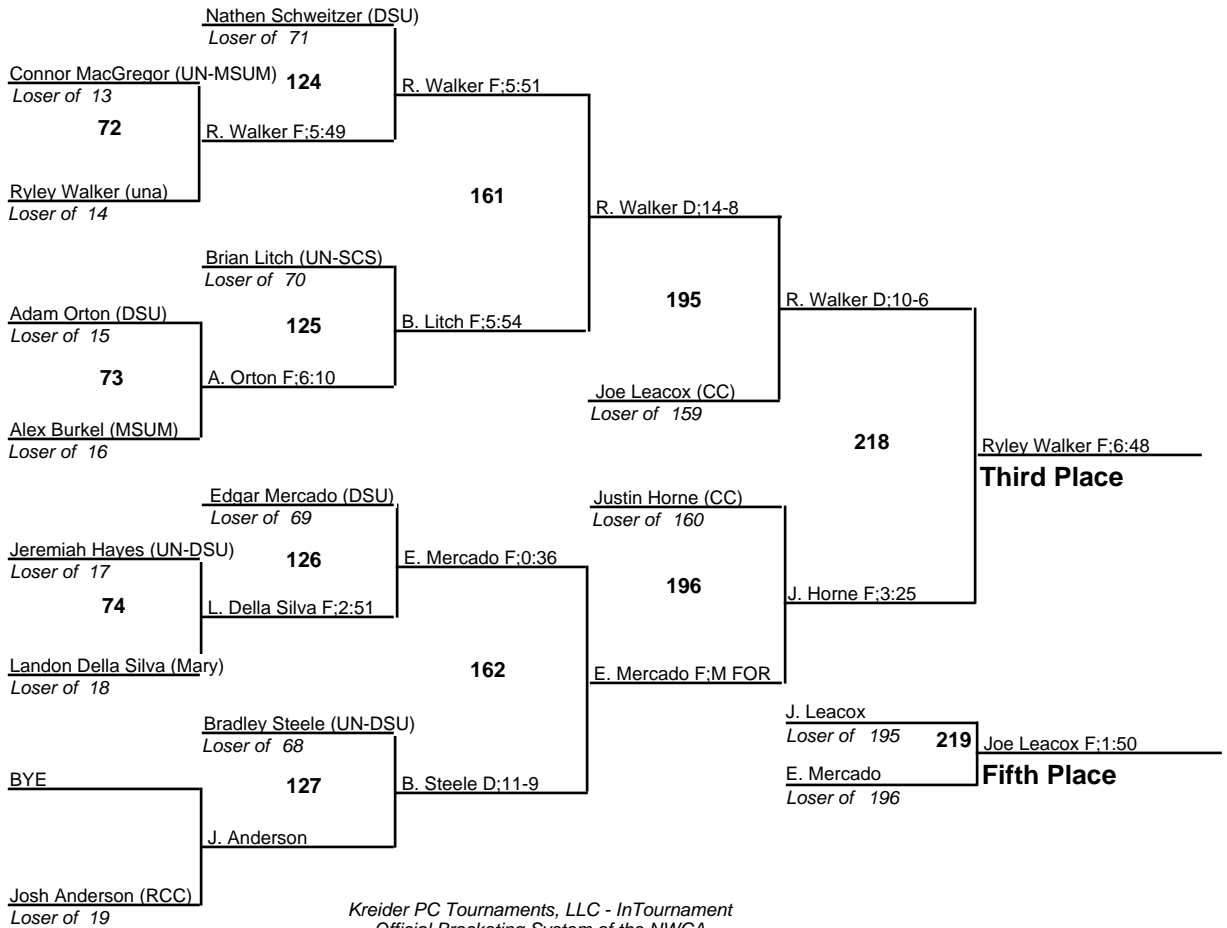 Nathen Schweitzer (DSU)
Loser of 71
Connor MacGregor (UN-MSUM)
Loser of 13
124
R. Walker F;5:51
72
R. Walker F;5:49
Ryley Walker (una)
Loser of 14
161
R. Walker D;14-8
Brian Litch (UN-SCS)
Loser of 70
195
R. Walker D;10-6
Adam Orton (DSU)
Loser of 15
125
B. Litch F;5:54
73
A. Orton F;6:10
Joe Leacox (CC)
Loser of 159
Alex Burkel (MSUM)
Loser of 16
218
Ryley Walker F;6:48
Third Place
Edgar Mercado (DSU)
Loser of 69
Justin Horne (CC)
Loser of 160
Jeremiah Hayes (UN-DSU)
Loser of 17
126
E. Mercado F;0:36
196
J. Horne F;3:25
74
L. Della Silva F;2:51
Landon Della Silva (Mary)
Loser of 18
162
E. Mercado F;M FOR
Bradley Steele (UN-DSU)
Loser of 68
J. Leacox
Loser of 195
219
Joe Leacox F;1:50
Fifth Place
E. Mercado
Loser of 196
BYE
127
B. Steele D;11-9
J. Anderson
Josh Anderson (RCC)
Loser of 19
Kreider PC Tournaments, LLC - InTournament
Official Bracketing System of the NWCA